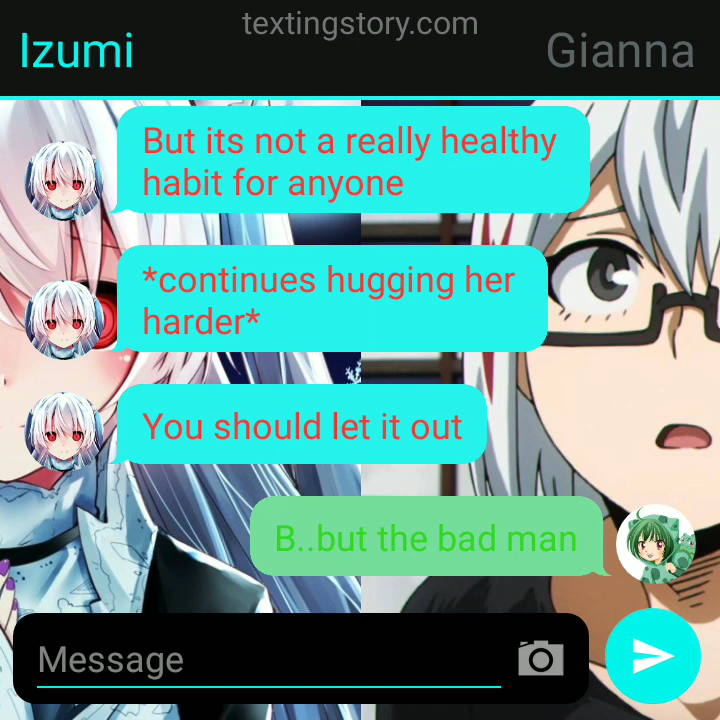 textingstory.com
Izumi
Gianna
But its not a really healthy
habit for anyone
*continues hugging her
harder*
You should let it out
B..but the bad man
Message